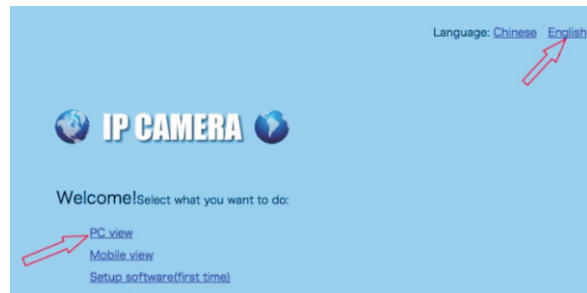 Language: Chinese English
IP CAMERA
Welcome!Select what you want to do:
PC view
Mobile view
Setup software(first time)